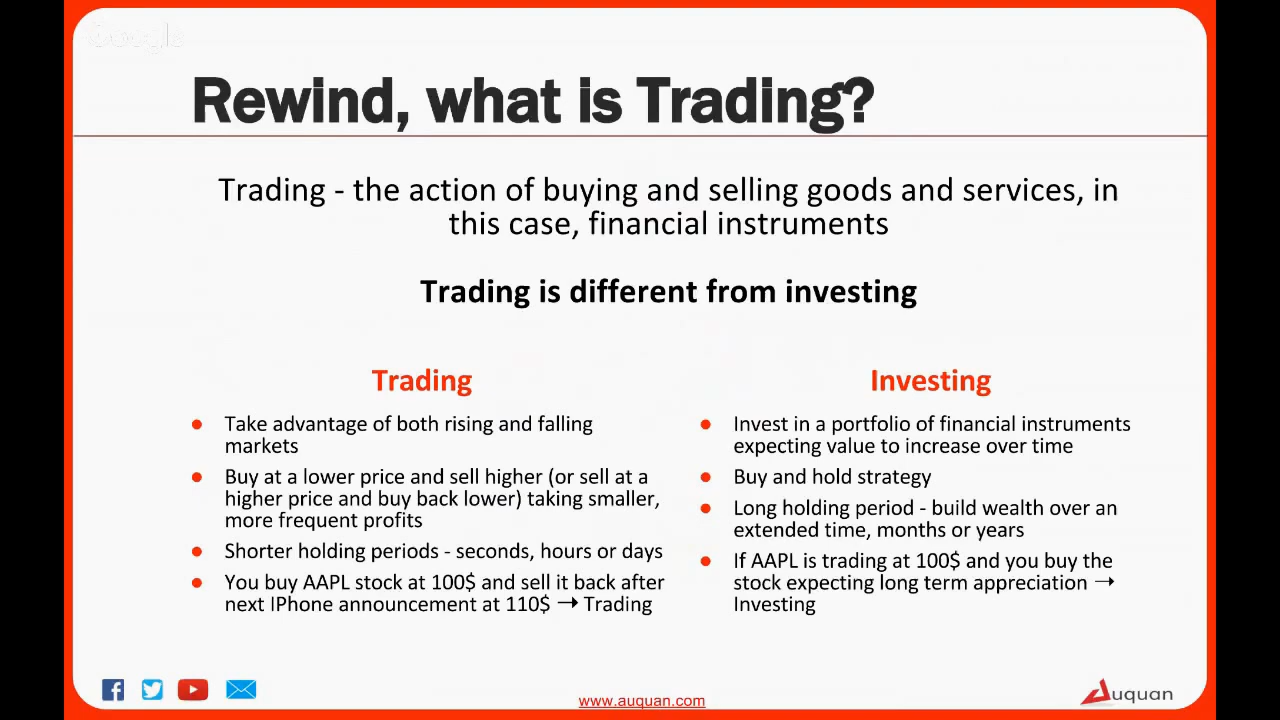 Google
Rewind, what is Trading?
Trading - the action of buying and selling goods and services, in
this case, financial instruments
Trading is different from investing
Trading
● Take advantage of both rising and falling
markets
● Buy at a lower price and sell higher (or sell at a
higher price and buy back lower) taking smaller,
more frequent profits
● Shorter holding periods - seconds, hours or days
● You buy AAPL stock at 100$ and sell it back after
next IPhone announcement at 110$ → Trading
Investing
● Invest in a portfolio of financial instruments
expecting value to increase over time
● Buy and hold strategy
● Long holding period - build wealth over an
extended time, months or years
● If AAPL is trading at 100$ and you buy the
stock expecting long term appreciation →
Investing
www.auquan.com
Auquan